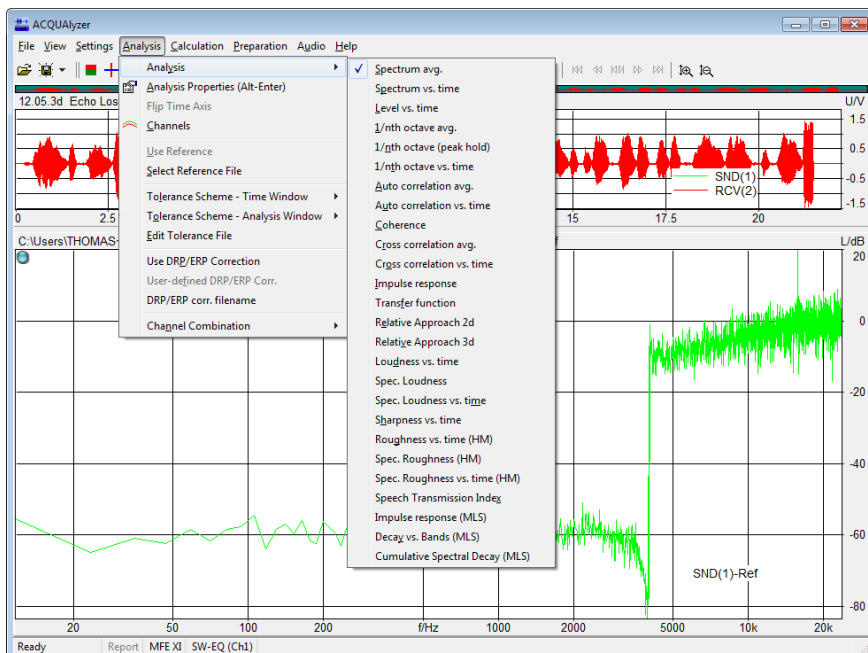 ACQUAlyzer
File View Settings Analysis Calculation Preparation Audio Help
12.05.3d Echo Los
U/V
1.5
0.5
-0.5
-1.5
SND(1)
RCV(2)
0 2.5 15 17.5 20
C:\Users\THOMAS~
f
L/dB
Analysis
Analysis Properties (Alt-Enter)
Flip Time Axis
Channels
Use Reference
Select Reference File
Tolerance Scheme - Time Window
Tolerance Scheme - Analysis Window
Edit Tolerance File
Use DRP/ERP Correction
User-defined DRP/ERP Corr.
DRP/ERP corr. filename
Channel Combination
Spectrum avg.
Spectrum vs. time
Level vs. time
1/nth octave avg.
1/nth octave (peak hold)
1/nth octave vs. time
Auto correlation avg.
Auto correlation vs. time
Coherence
Cross correlation avg.
Cross correlation vs. time
Impulse response
Transfer function
Relative Approach 2d
Relative Approach 3d
Loudness vs. time
Spec. Loudness
Spec. Loudness vs. time
Sharpness vs. time
Roughness vs. time (HM)
Spec. Roughness (HM)
Spec. Roughness vs. time (HM)
Speech Transmission Index
Impulse response (MLS)
Decay vs. Bands (MLS)
Cumulative Spectral Decay (MLS)
20
0
-20
-40
-60
-80
SND(1)-Ref
20 50 100 200 f/Hz 1000 2000 5000 10k 20k
Ready Report MFE XI SW-EQ (Ch1)